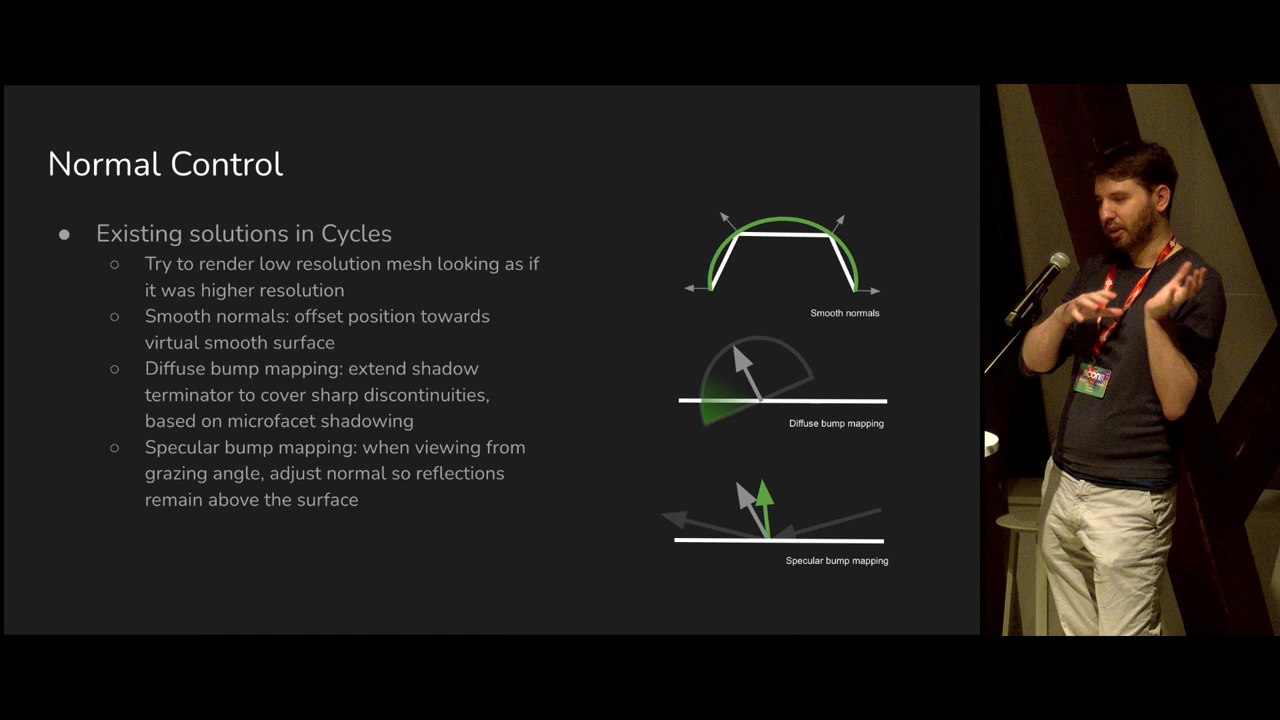 Normal Control
● Existing solutions in Cycles
○ Try to render low resolution mesh looking as if
it was higher resolution
○ Smooth normals: offset position towards
virtual smooth surface
○ Diffuse bump mapping: extend shadow
terminator to cover sharp discontinuities,
based on microfacet shadowing
○ Specular bump mapping: when viewing from
grazing angle, adjust normal so reflections
remain above the surface
Smooth normals
Diffuse bump mapping
Specular bump mapping